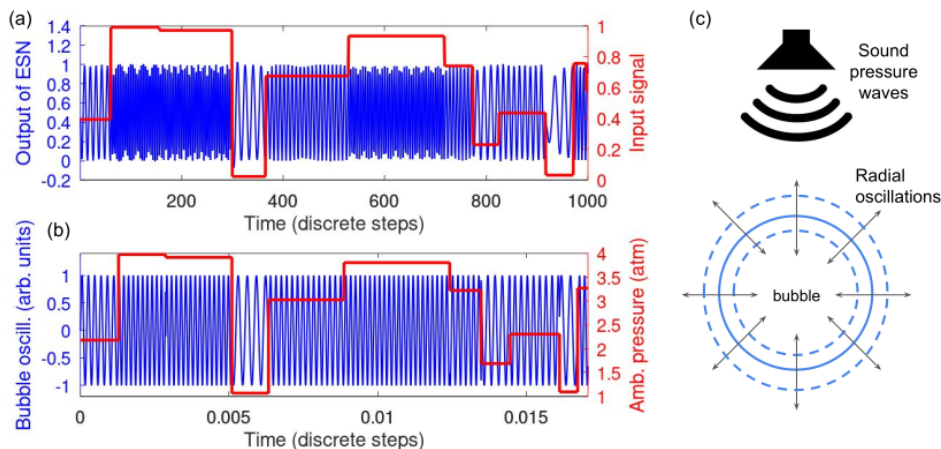 (a)
Output of ESN
1.4
1.2
1
0.8
0.6
0.4
0.2
0
-0.2
1
0.8
0.6
0.4
0.2
0
Input signal
200
400
600
800
1000
Time (discrete steps)
(b)
Bubble oscill. (arb. units)
1
0.5
0
-0.5
-1
4
3.5
3
2.5
2
1.5
1
Amb. pressure (atm)
0
0.005
0.01
0.015
Time (discrete steps)
(c)
Sound
pressure
waves
Radial
oscillations
bubble